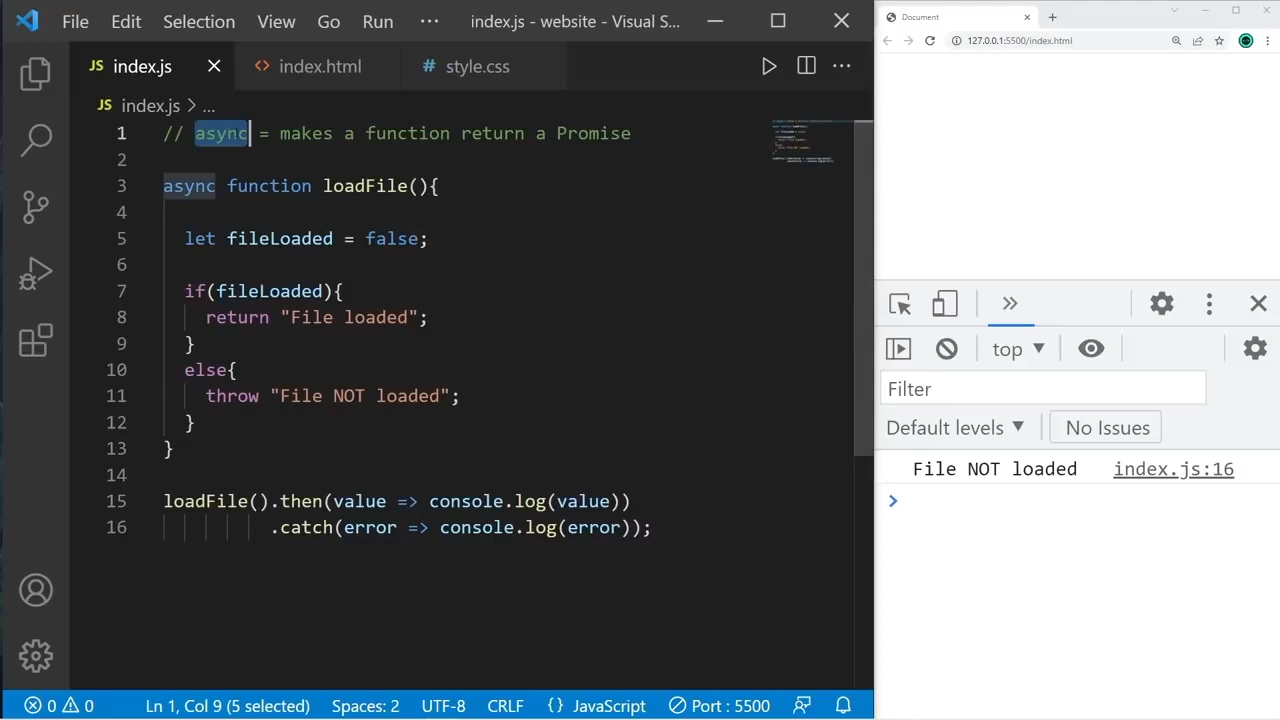 File Edit Selection View Go Run ··· index.js - website - Visual S...
JS index.js
<> index.html
# style.css
JS index.js > ...
1 // async = makes a function return a Promise
2
3 async function loadFile(){
4
5 let fileLoaded = false;
6
7 if(fileLoaded){
8 return "File loaded";
9 }
10 else{
11 throw "File NOT loaded";
12 }
13 }
14
15 loadFile().then(value => console.log(value))
16 .catch(error => console.log(error));
0 0 Ln 1, Col 9 (5 selected) Spaces: 2 UTF-8 CRLF {} JavaScript Port : 5500
Document
127.0.0.1:5500/index.html
top
Filter
Default levels No Issues
File NOT loaded index.js:16